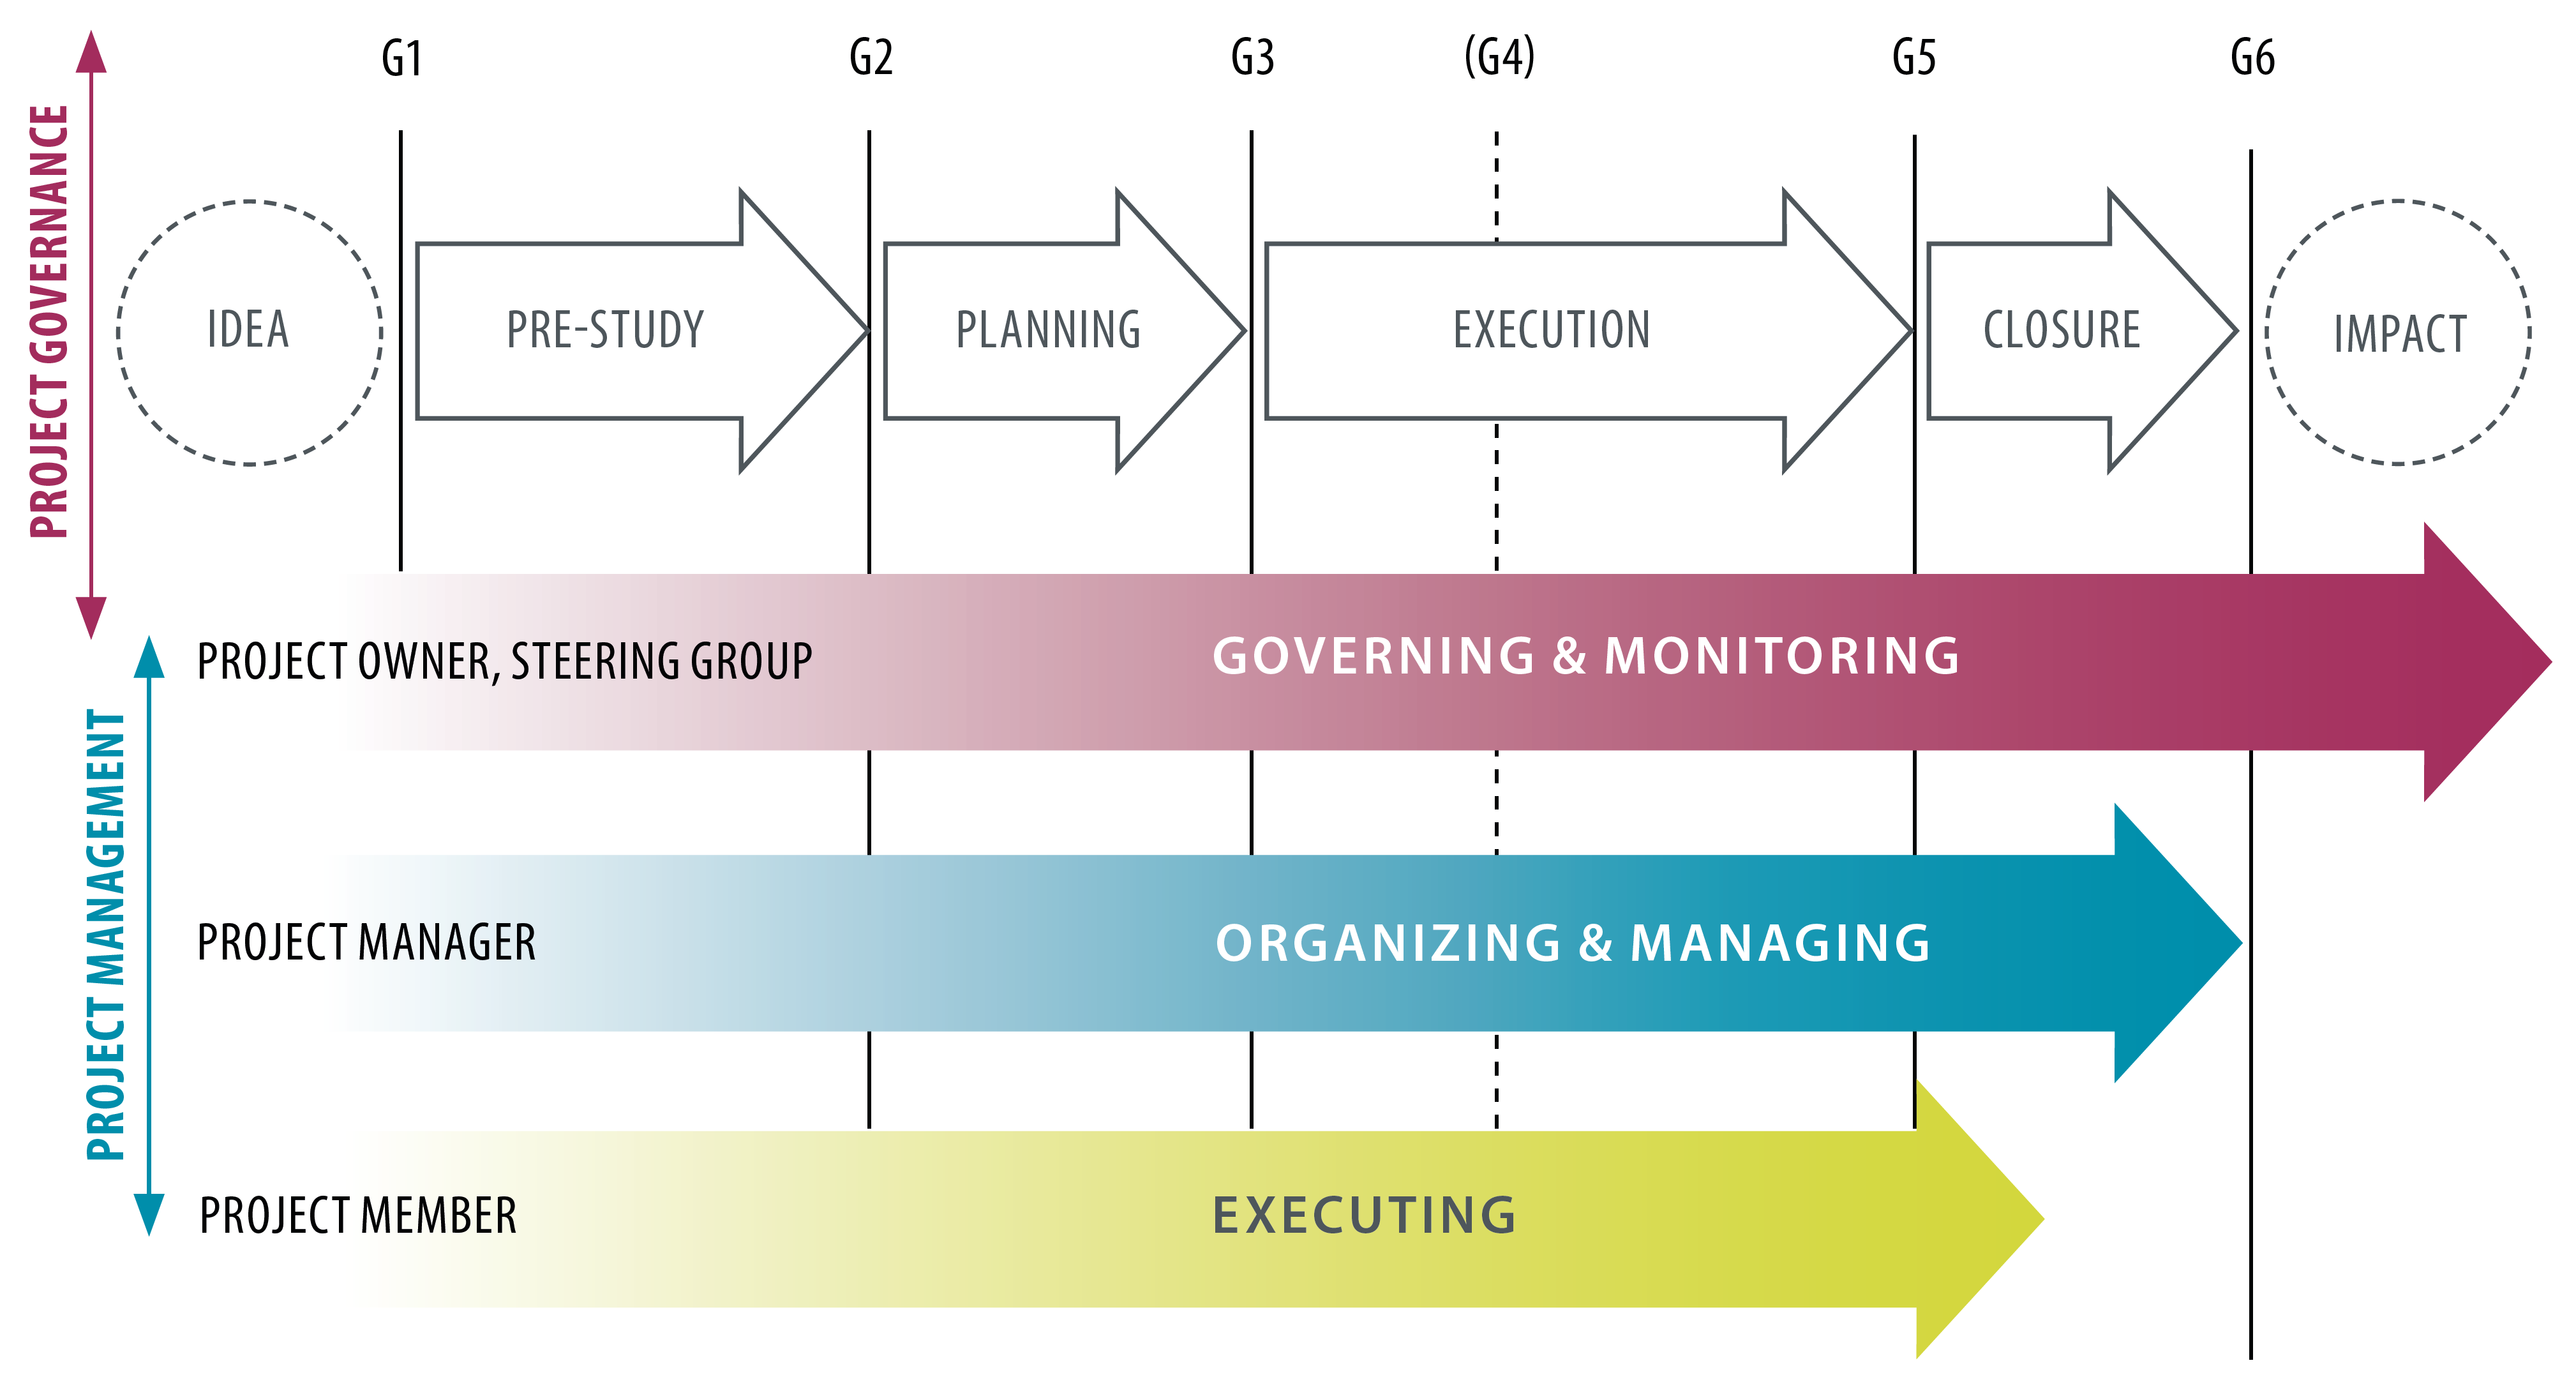 G1
G2
G3
(G4)
G5
G6
PROJECT GOVERNANCE
IDEA
PRE-STUDY
PLANNING
EXECUTION
CLOSURE
IMPACT
PROJECT OWNER, STEERING GROUP
GOVERNING & MONITORING
PROJECT MANAGEMENT
PROJECT MANAGER
ORGANIZING & MANAGING
PROJECT MEMBER
EXECUTING